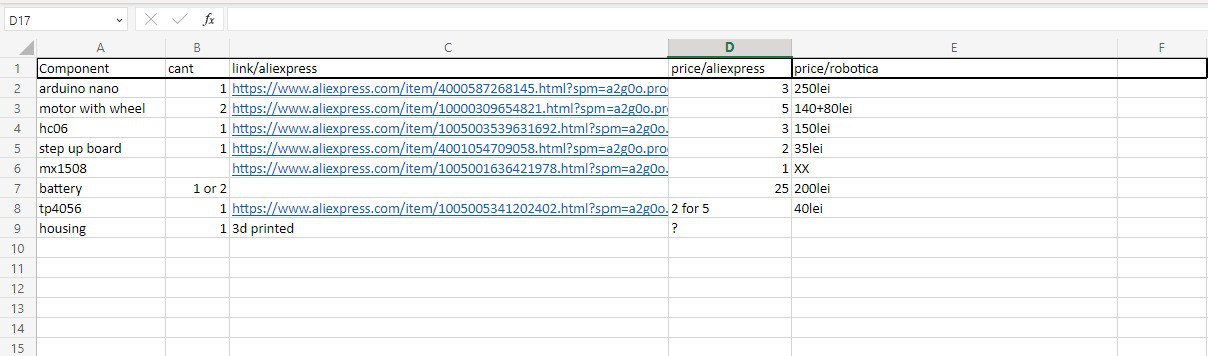 D17 fx
A B C D E F
1 Component cant link/aliexpress price/aliexpress price/robotica
2 arduino nano 1 https://www.aliexpress.com/item/4000587268145.html?spm=a2g0o.pro 3 250lei
3 motor with wheel 2 https://www.aliexpress.com/item/10000309654821.html?spm=a2g0o.pr 5 140+80lei
4 hc06 1 https://www.aliexpress.com/item/1005003539631692.html?spm=a2g0o. 3 150lei
5 step up board 1 https://www.aliexpress.com/item/4001054709058.html?spm=a2g0o.pro 2 35lei
6 mx1508 https://www.aliexpress.com/item/1005001636421978.html?spm=a2g0o. 1 XX
7 battery 1 or 2 25 200lei
8 tp4056 1 https://www.aliexpress.com/item/1005005341202402.html?spm=a2g0o. 2 for 5 40lei
9 housing 1 3d printed ?
10
11
12
13
14
15